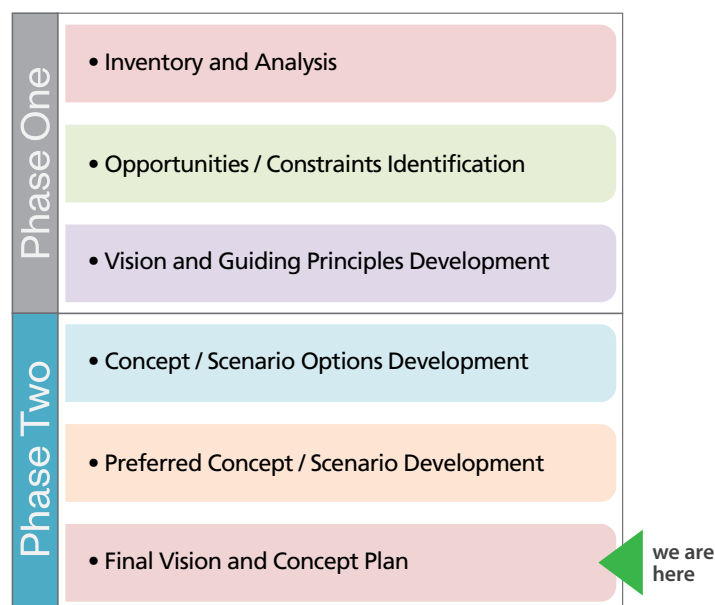 Phase One
• Inventory and Analysis
• Opportunities / Constraints Identification
• Vision and Guiding Principles Development
Phase Two
• Concept / Scenario Options Development
• Preferred Concept / Scenario Development
• Final Vision and Concept Plan
we are
here